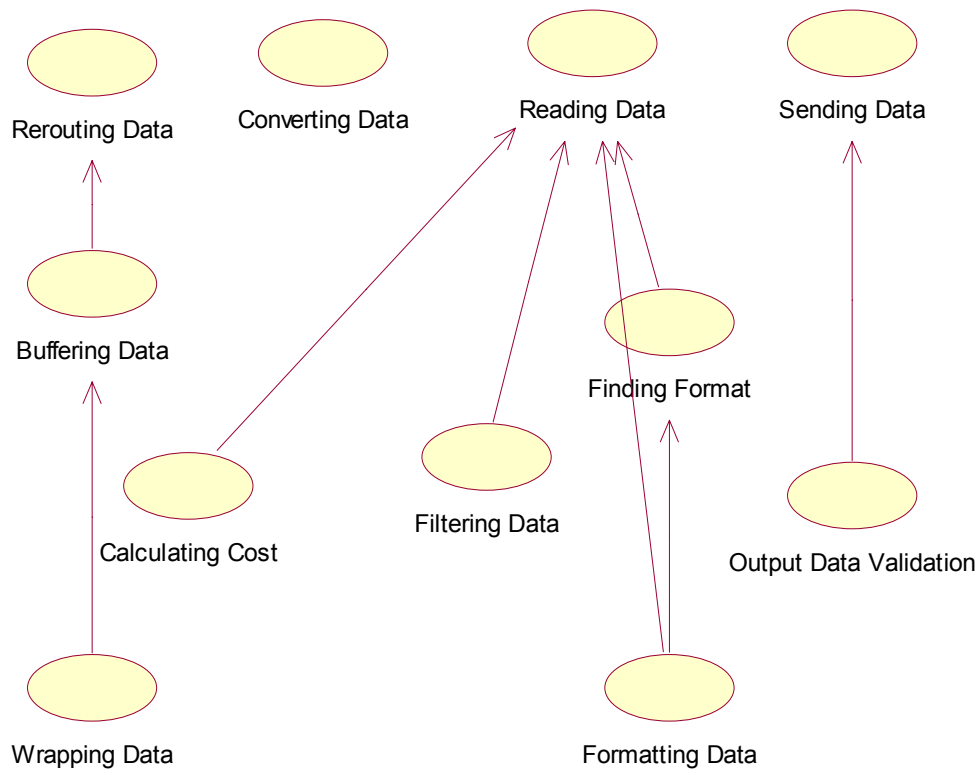 Rerouting Data
Converting Data
Reading Data
Sending Data
Buffering Data
Finding Format
Calculating Cost
Filtering Data
Output Data Validation
Wrapping Data
Formatting Data